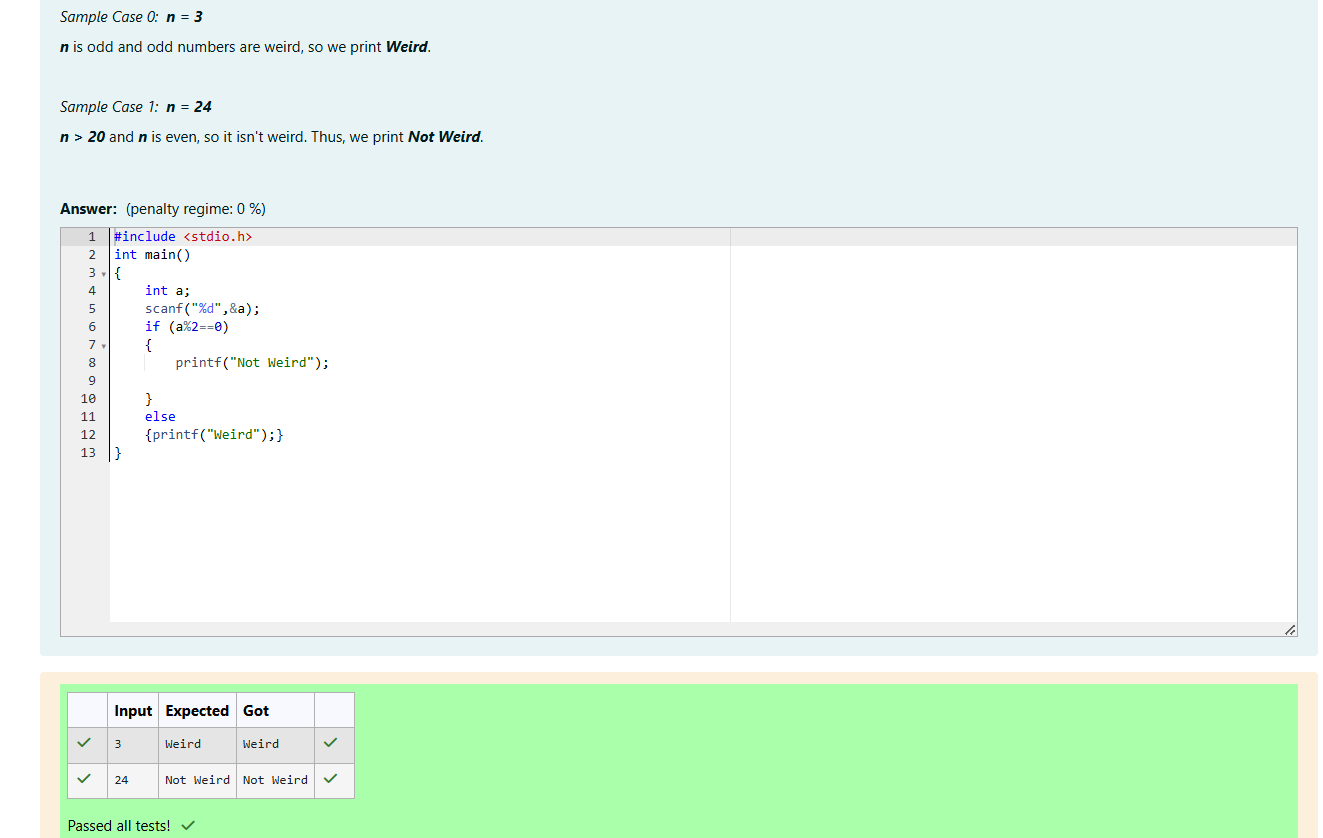 Sample Case 0: n = 3
n is odd and odd numbers are weird, so we print Weird.
Sample Case 1: n = 24
n > 20 and n is even, so it isn't weird. Thus, we print Not Weird.
Answer: (penalty regime: 0 %)
1 #include <stdio.h>
2 int main()
3 {
4     int a;
5     scanf("%d",&a);
6     if (a%2==0)
7     {
8         printf("Not Weird");
9
10     }
11     else
12     {printf("Weird");}
13 }
Input Expected Got
3 Weird Weird
24 Not Weird Not Weird
Passed all tests!